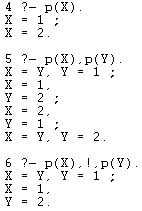 4 ?- p(X).
X = 1 ;
X = 2.
5 ?- p(X),p(Y).
X = Y, Y = 1 ;
X = 1,
Y = 2 ;
X = 2,
Y = 1 ;
X = Y, Y = 2.
6 ?- p(X),!,p(Y).
X = Y, Y = 1 ;
X = 1,
Y = 2.